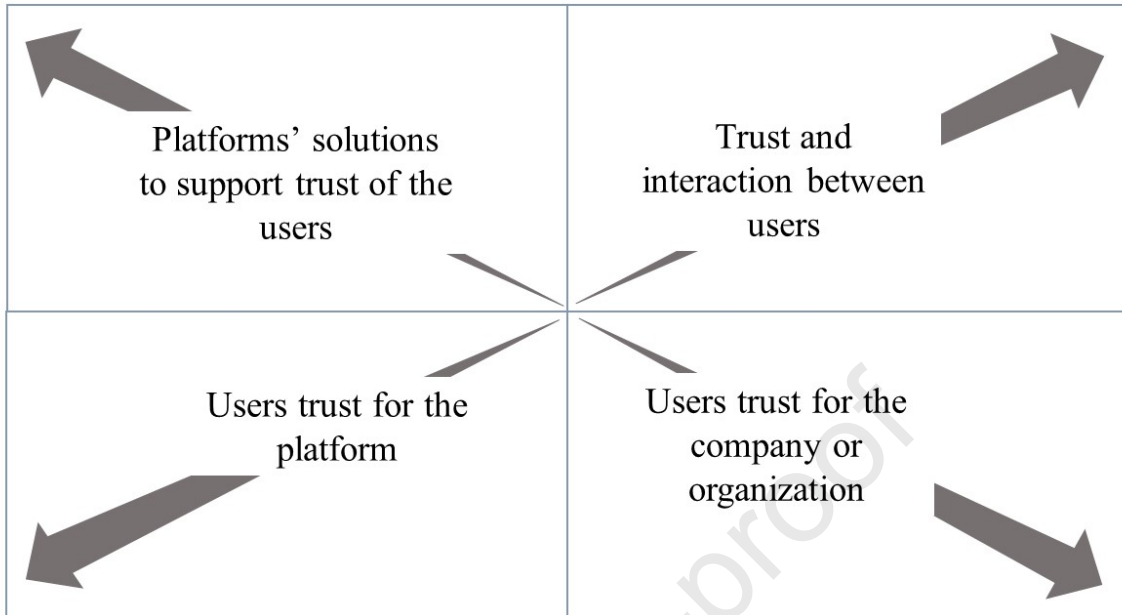 Platforms’ solutions
to support trust of the
users
Trust and
interaction between
users
Users trust for the
platform
Users trust for the
company or
organization
proof